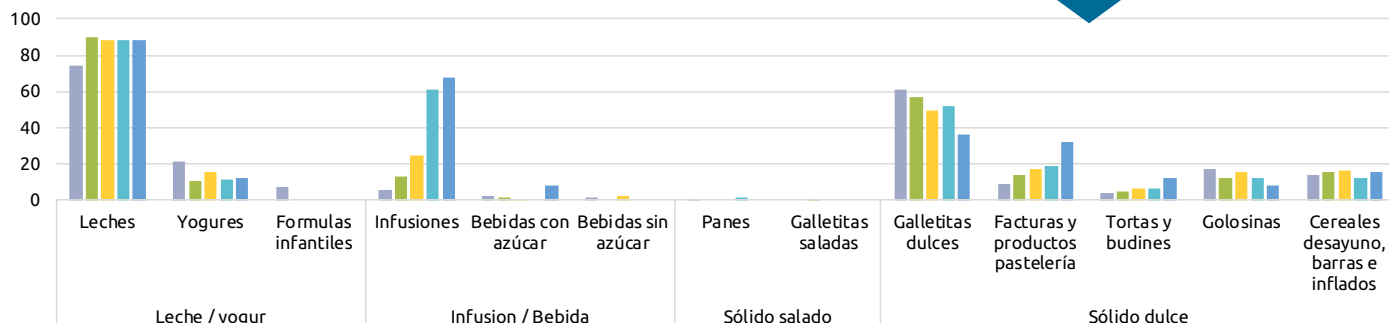 100
80
60
40
20
0
Leches
Yogures
Formulas
infantiles
Infusiones
Bebidas con
azúcar
Bebidas sin
azúcar
Panes
Galletitas
saladas
Galletitas
dulces
Facturas y
productos
pastelería
Tortas y
budines
Golosinas
Cereales
desayuno,
barras e
inflados
Leche / yogur
Infusion / Bebida
Sólido salado
Sólido dulce